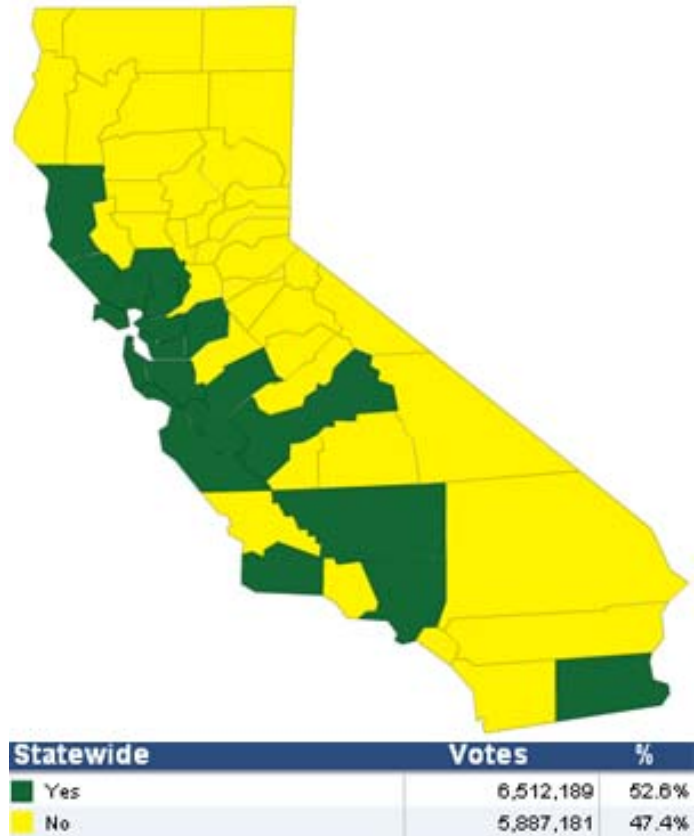 Statewide Votes %
Yes 6,512,189 52.6%
No 5,887,181 47.4%